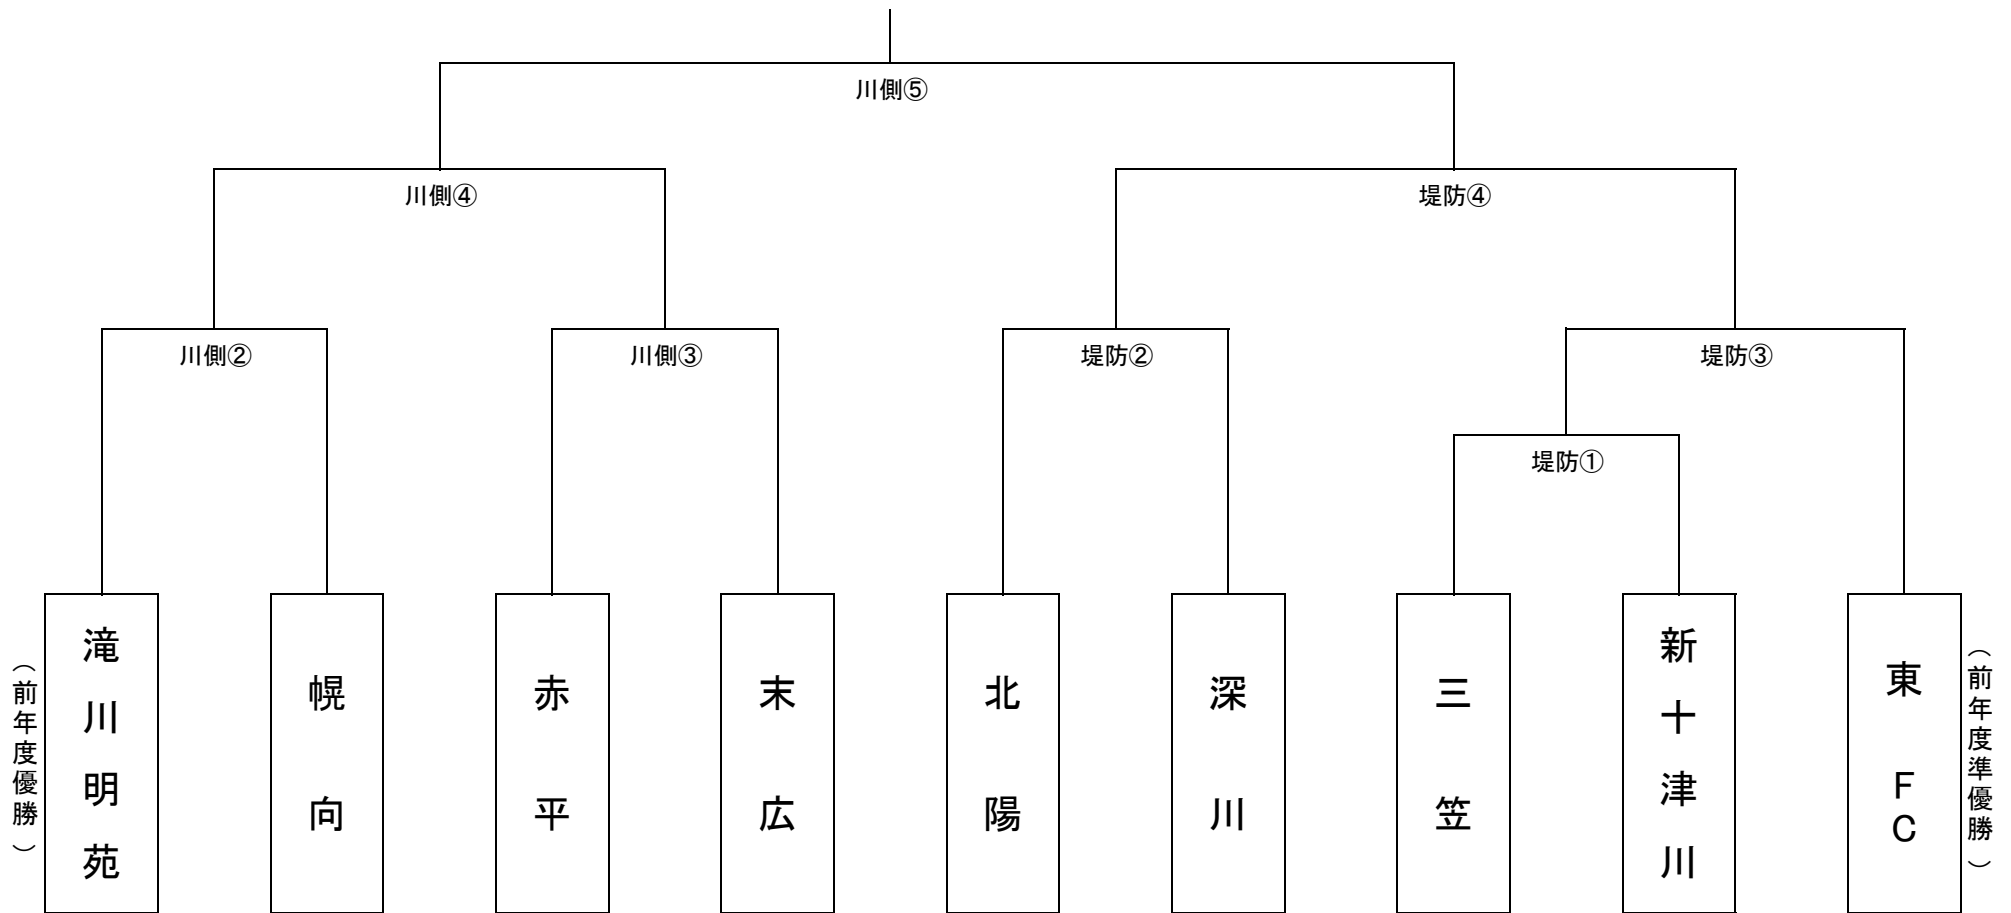 川側⑤
川側④
堤防④
川側②
川側③
堤防②
堤防③
堤防①
（前年度優勝）
滝川明苑
幌向
赤平
末広
北陽
深川
三笠
新十津川
東FC
（前年度準優勝）